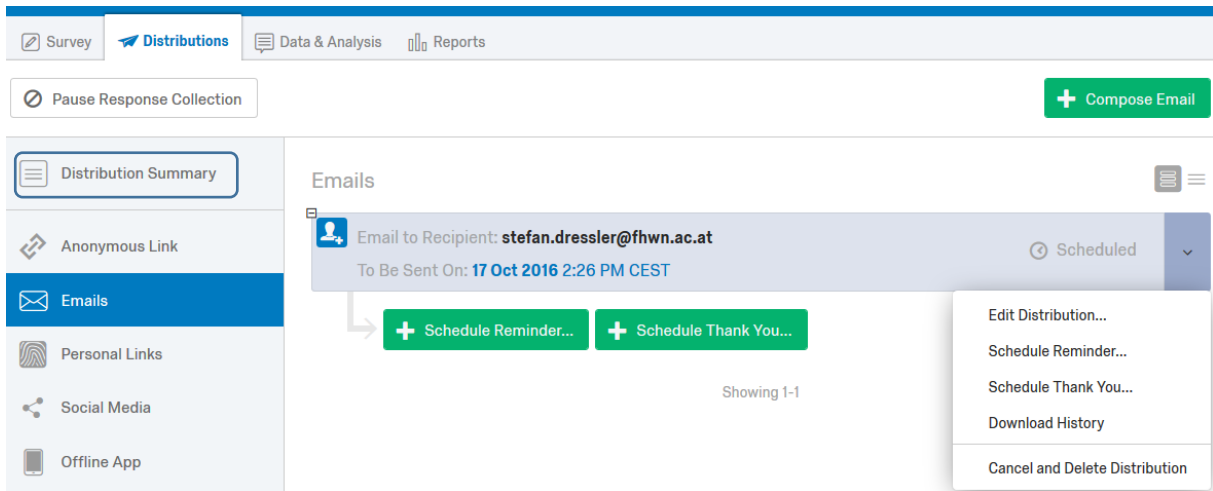 Survey
Distributions
Data & Analysis
Reports
Pause Response Collection
Compose Email
Distribution Summary
Anonymous Link
Emails
Personal Links
Social Media
Offline App
Emails
Email to Recipient: stefan.dressler@fhwn.ac.at
To Be Sent On: 17 Oct 2016 2:26 PM CEST
Scheduled
Schedule Reminder...
Schedule Thank You...
Showing 1-1
Edit Distribution...
Schedule Reminder...
Schedule Thank You...
Download History
Cancel and Delete Distribution